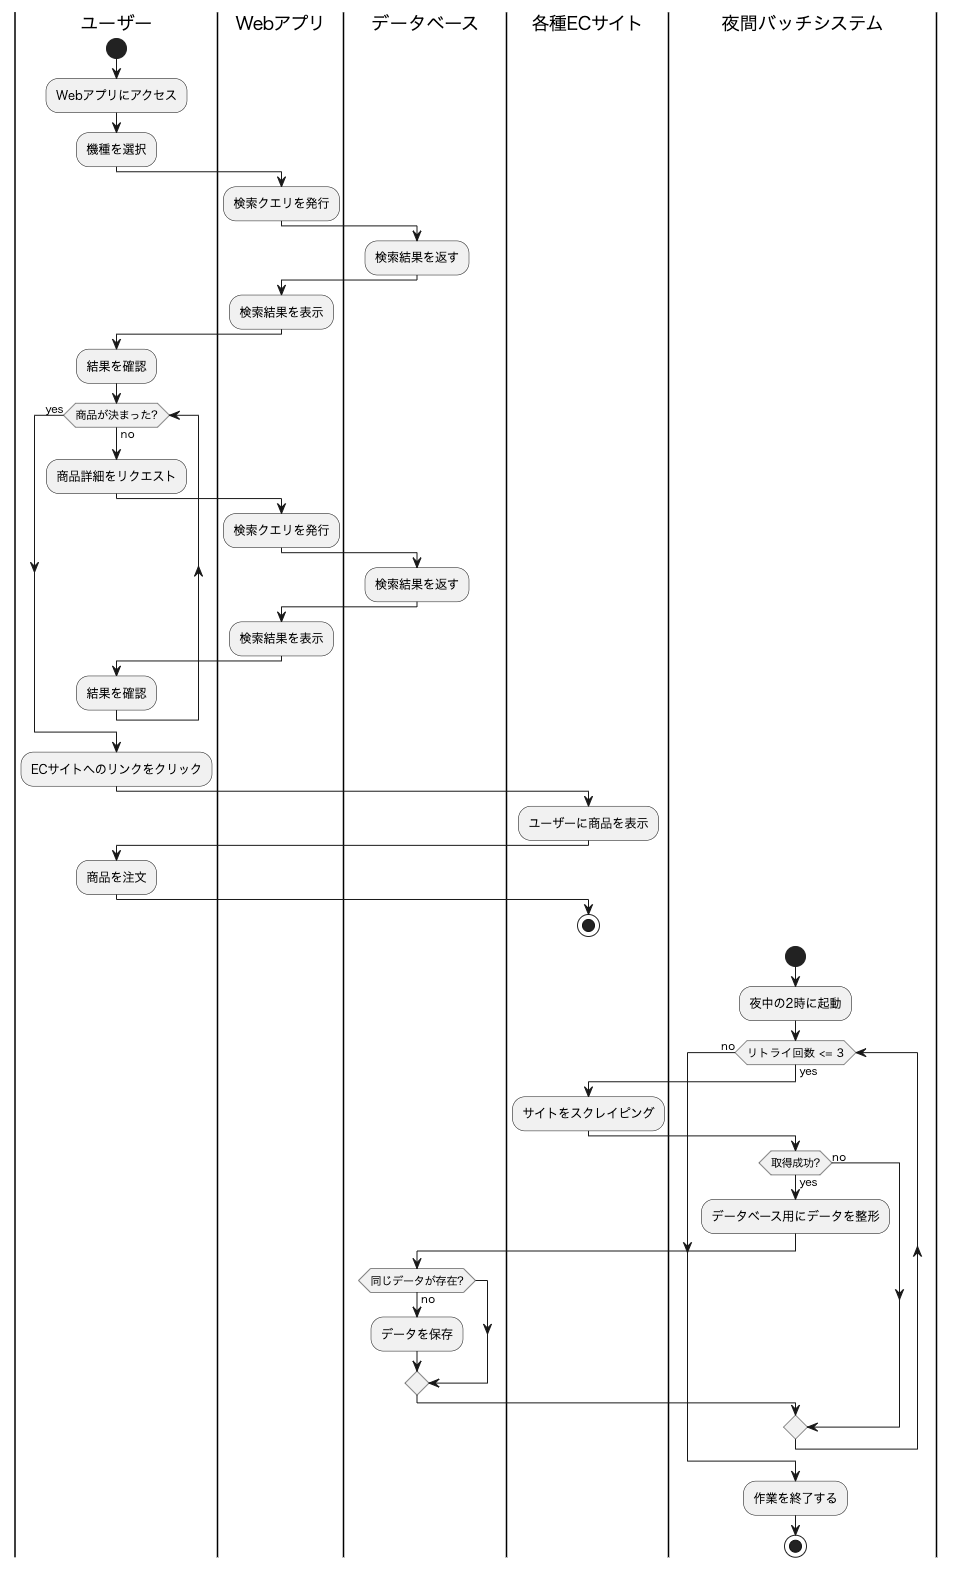 ユーザー
Webアプリ
データベース
各種ECサイト
夜間バッチシステム
Webアプリにアクセス
機種を選択
検索クエリを発行
検索結果を返す
検索結果を表示
結果を確認
商品が決まった?
yes
no
商品詳細をリクエスト
検索クエリを発行
検索結果を返す
検索結果を表示
結果を確認
ECサイトへのリンクをクリック
ユーザーに商品を表示
商品を注文
夜中の2時に起動
リトライ回数 <= 3
no
yes
サイトをスクレイピング
取得成功?
no
yes
データベース用にデータを整形
同じデータが存在?
no
データを保存
作業を終了する